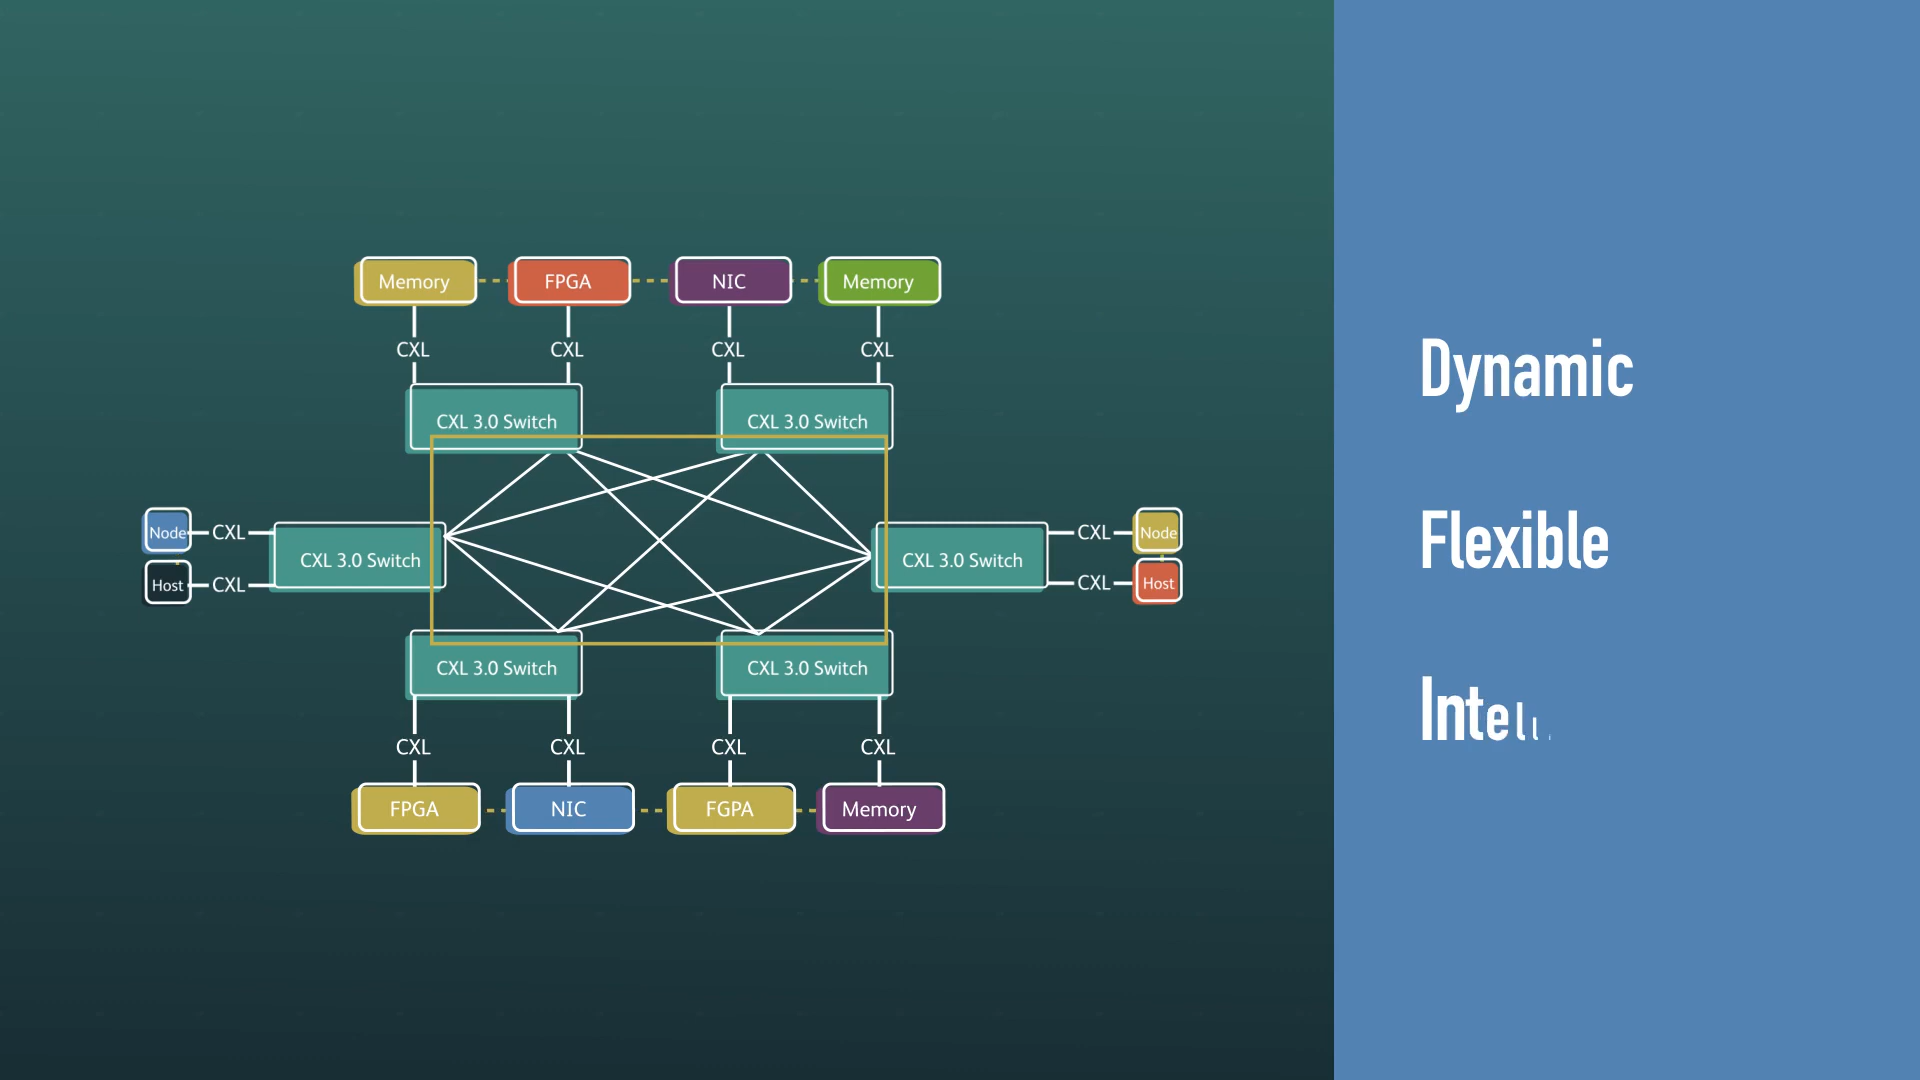 Memory FPGA NIC Memory
CXL CXL CXL CXL
CXL 3.0 Switch CXL 3.0 Switch
Node CXL CXL 3.0 Switch CXL 3.0 Switch CXL Node
Host CXL CXL Host
CXL 3.0 Switch CXL 3.0 Switch
CXL CXL CXL CXL
FPGA NIC FGPA Memory
Dynamic
Flexible